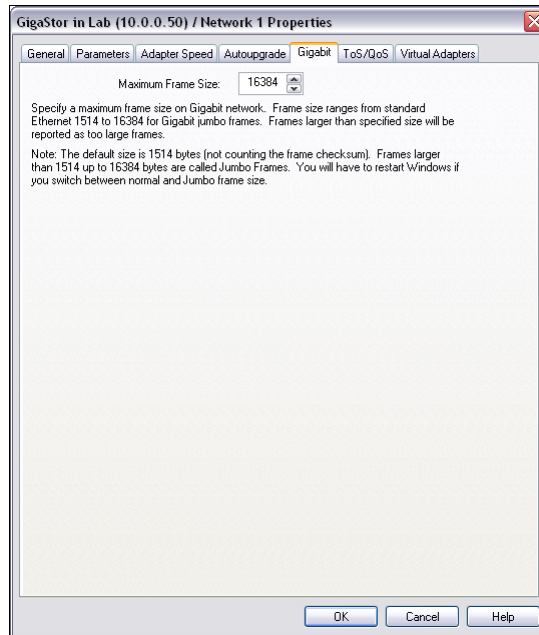 GigaStor in Lab (10.0.0.50) / Network 1 Properties
General Parameters Adapter Speed Autoupgrade Gigabit ToS/QoS Virtual Adapters
Maximum Frame Size: 16384
Specify a maximum frame size on Gigabit network. Frame size ranges from standard
Ethernet 1514 to 16384 for Gigabit jumbo frames. Frames larger than specified size will be
reported as too large frames.
Note: The default size is 1514 bytes (not counting the frame checksum). Frames larger
than 1514 up to 16384 bytes are called Jumbo Frames. You will have to restart Windows if
you switch between normal and Jumbo frame size.
OK Cancel Help